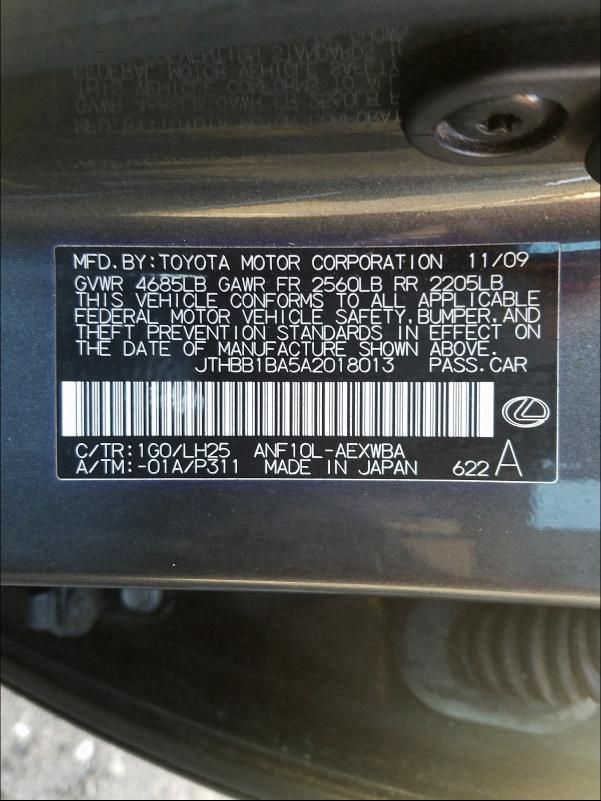 MFD.BY:TOYOTA MOTOR CORPORATION 11/09
GVWR 4685LB GAWR FR 2560LB RR 2205LB
THIS VEHICLE CONFORMS TO ALL APPLICABLE
FEDERAL MOTOR VEHICLE SAFETY,BUMPER,AND
THEFT PREVENTION STANDARDS IN EFFECT ON
THE DATE OF MANUFACTURE SHOWN ABOVE.
JTHBB1BA5A2018013 PASS.CAR
C/TR:1G0/LH25 ANF10L-AEXWBA
A/TM:-01A/P311 MADE IN JAPAN 622 A